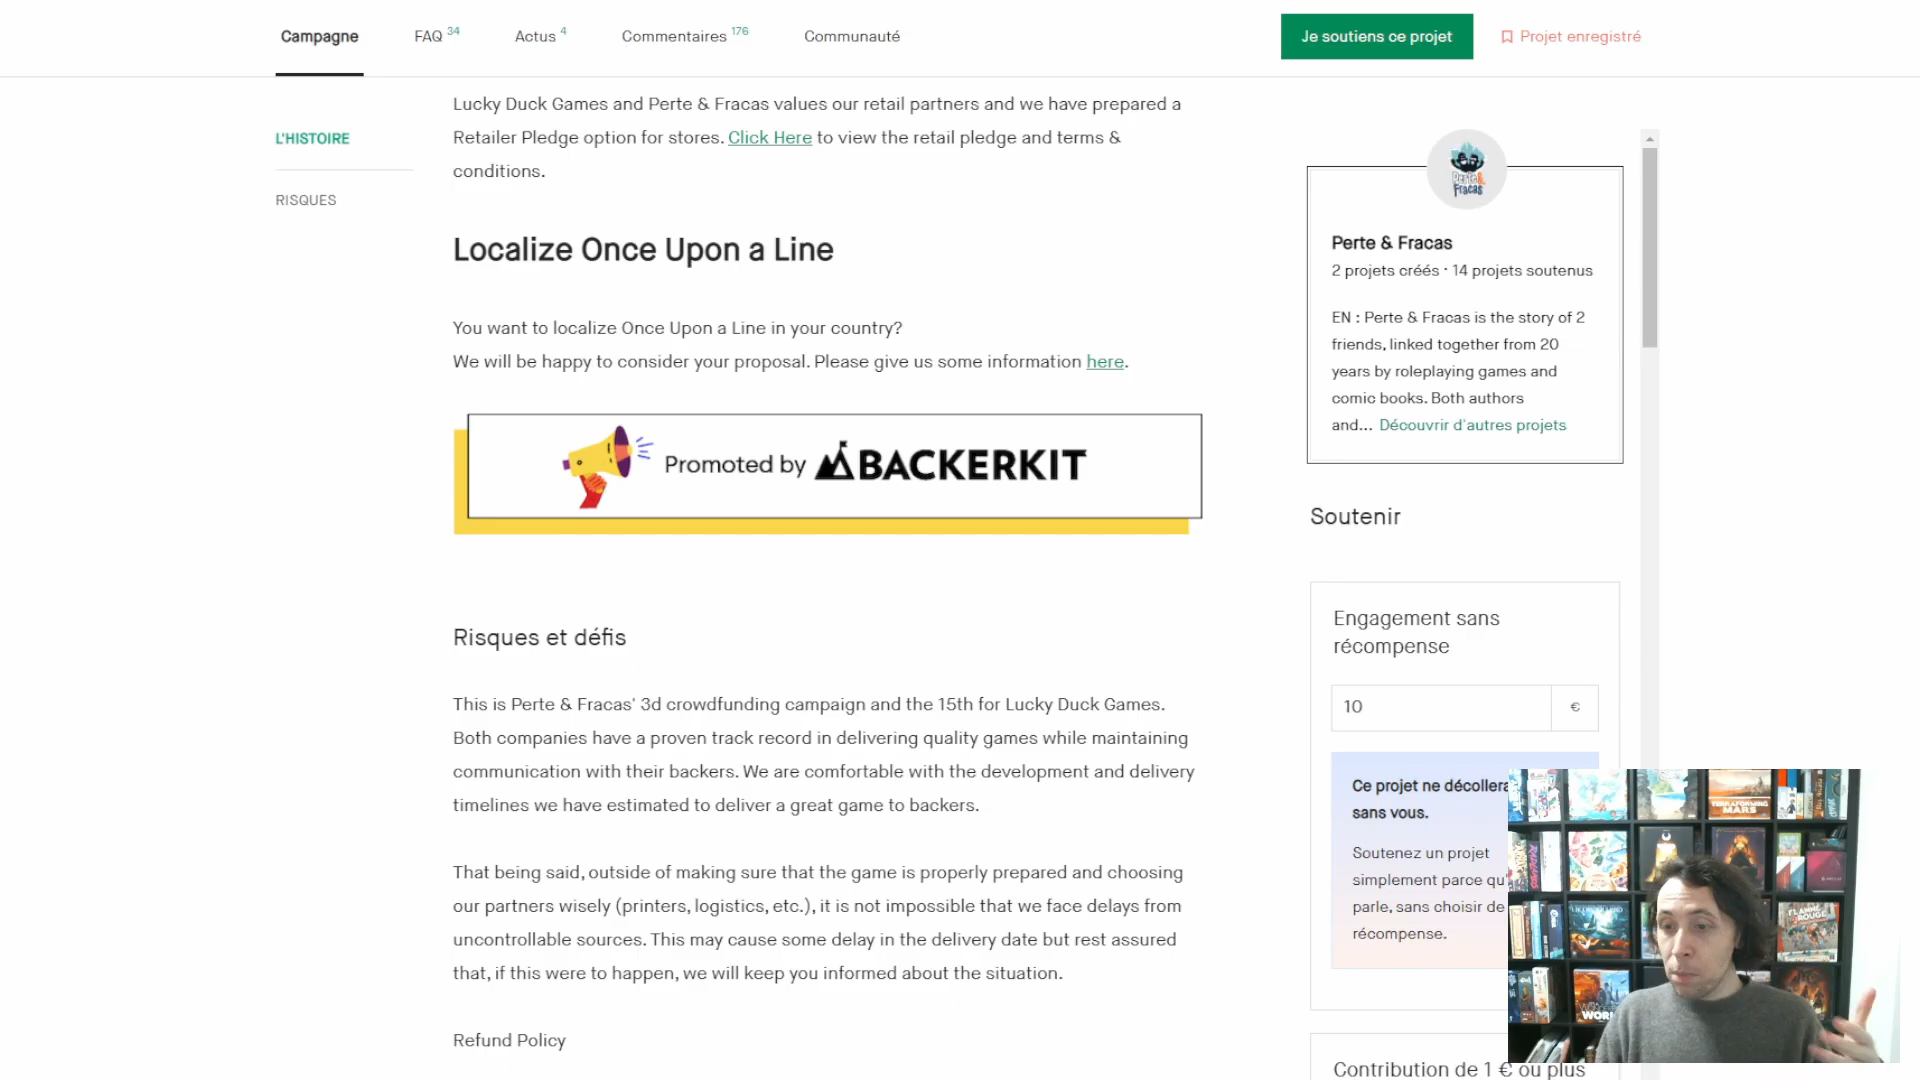 Campagne
FAQ 34
Actus 4
Commentaires 176
Communauté
Je soutiens ce projet
Projet enregistré
L'HISTOIRE
RISQUES
Lucky Duck Games and Perte & Fracas values our retail partners and we have prepared a
Retailer Pledge option for stores. Click Here to view the retail pledge and terms &
conditions.
Localize Once Upon a Line
You want to localize Once Upon a Line in your country?
We will be happy to consider your proposal. Please give us some information here.
Promoted by BACKERKIT
Risques et défis
This is Perte & Fracas' 3d crowdfunding campaign and the 15th for Lucky Duck Games.
Both companies have a proven track record in delivering quality games while maintaining
communication with their backers. We are comfortable with the development and delivery
timelines we have estimated to deliver a great game to backers.
That being said, outside of making sure that the game is properly prepared and choosing
our partners wisely (printers, logistics, etc.), it is not impossible that we face delays from
uncontrollable sources. This may cause some delay in the delivery date but rest assured
that, if this were to happen, we will keep you informed about the situation.
Refund Policy
Perte & Fracas
Perte & Fracas
2 projets créés · 14 projets soutenus
EN : Perte & Fracas is the story of 2
friends, linked together from 20
years by roleplaying games and
comic books. Both authors
and... Découvrir d'autres projets
Soutenir
Engagement sans
récompense
10 €
Ce projet ne décollera
sans vous.
Soutenez un projet
simplement parce qu
parle, sans choisir de
récompense.
Contribution de 1 € ou plus
TERRAFORMING
MARS
FLAMME
ROUGE
WORL